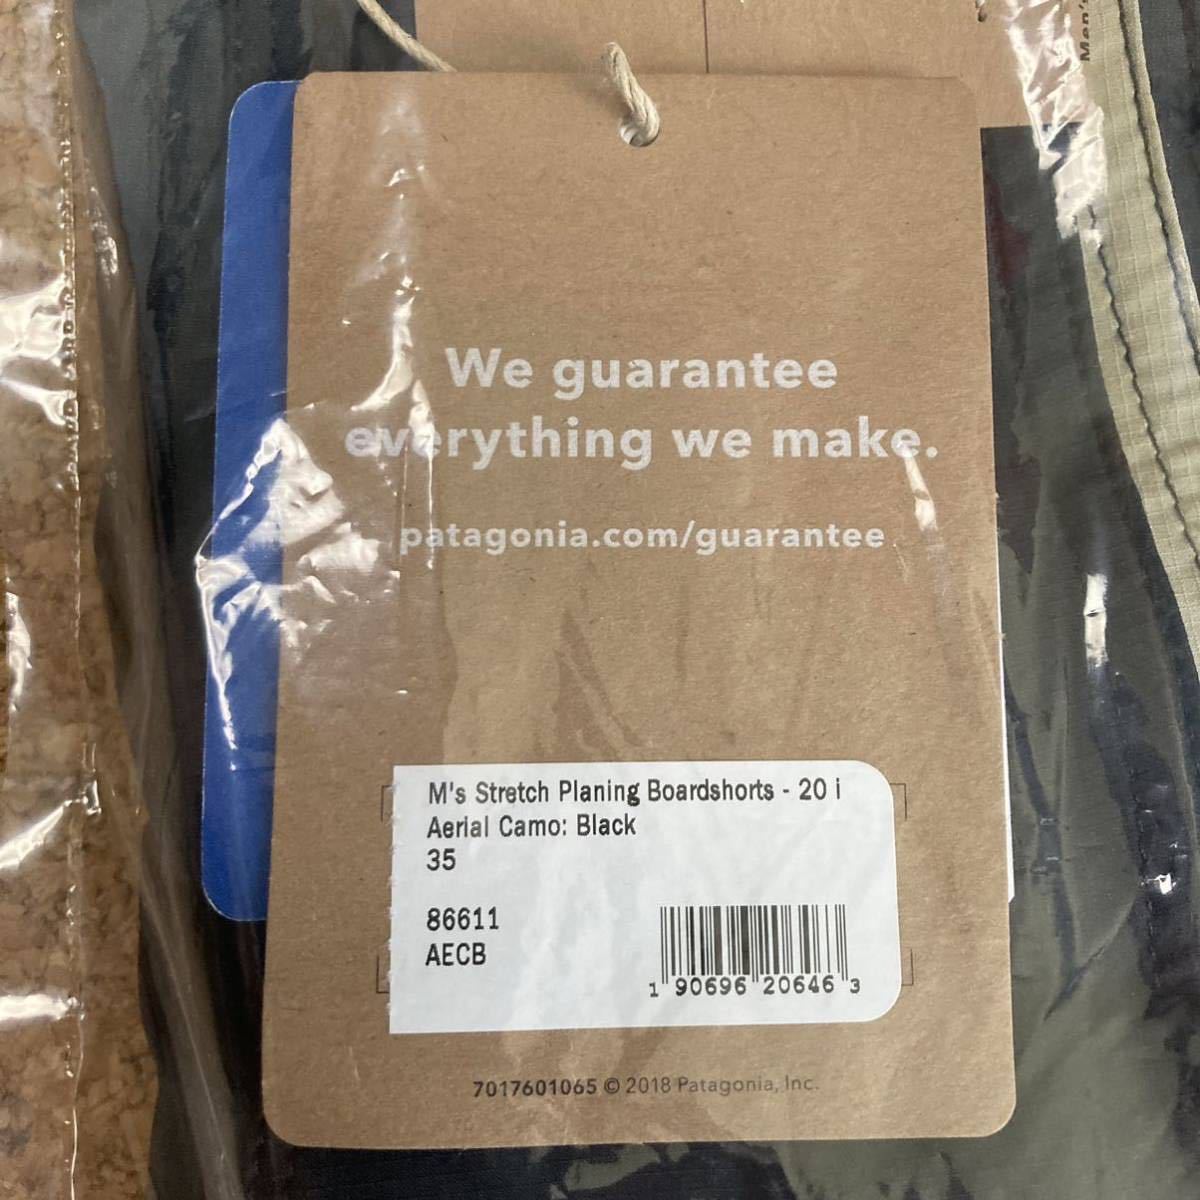 Men's
We guarantee
everything we make.
patagonia.com/guarantee
M's Stretch Planing Boardshorts - 20 i
Aerial Camo: Black
35
86611
AECB
1 90696 20646 3
7017601065 © 2018 Patagonia, Inc.